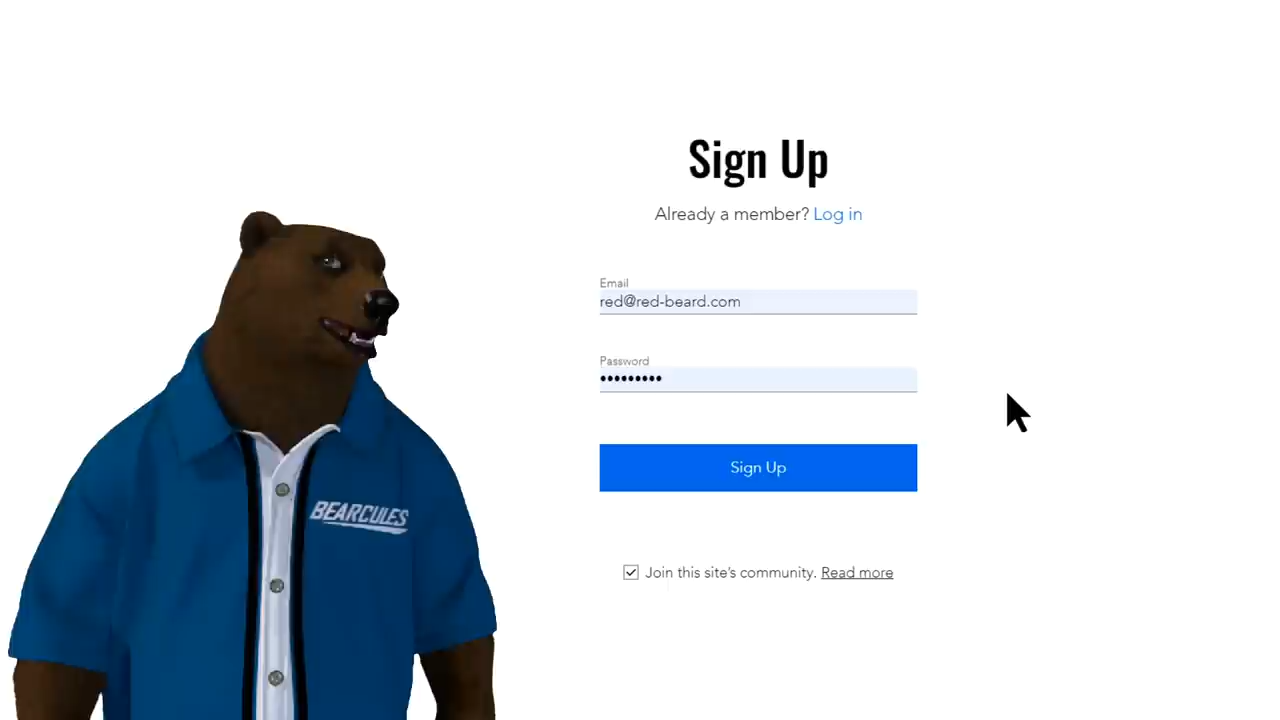 Sign Up
Already a member? Log in
Email
red@red-beard.com
Password
•••••••••
Sign Up
BEARCULES
Join this site's community. Read more